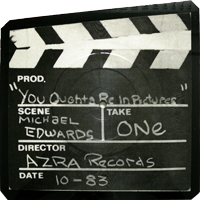 PROD.
"You Oughta Be In Pictures"
SCENE TAKE
MICHAEL EDWARDS ONE
DIRECTOR
AZRA Records
DATE 10-83